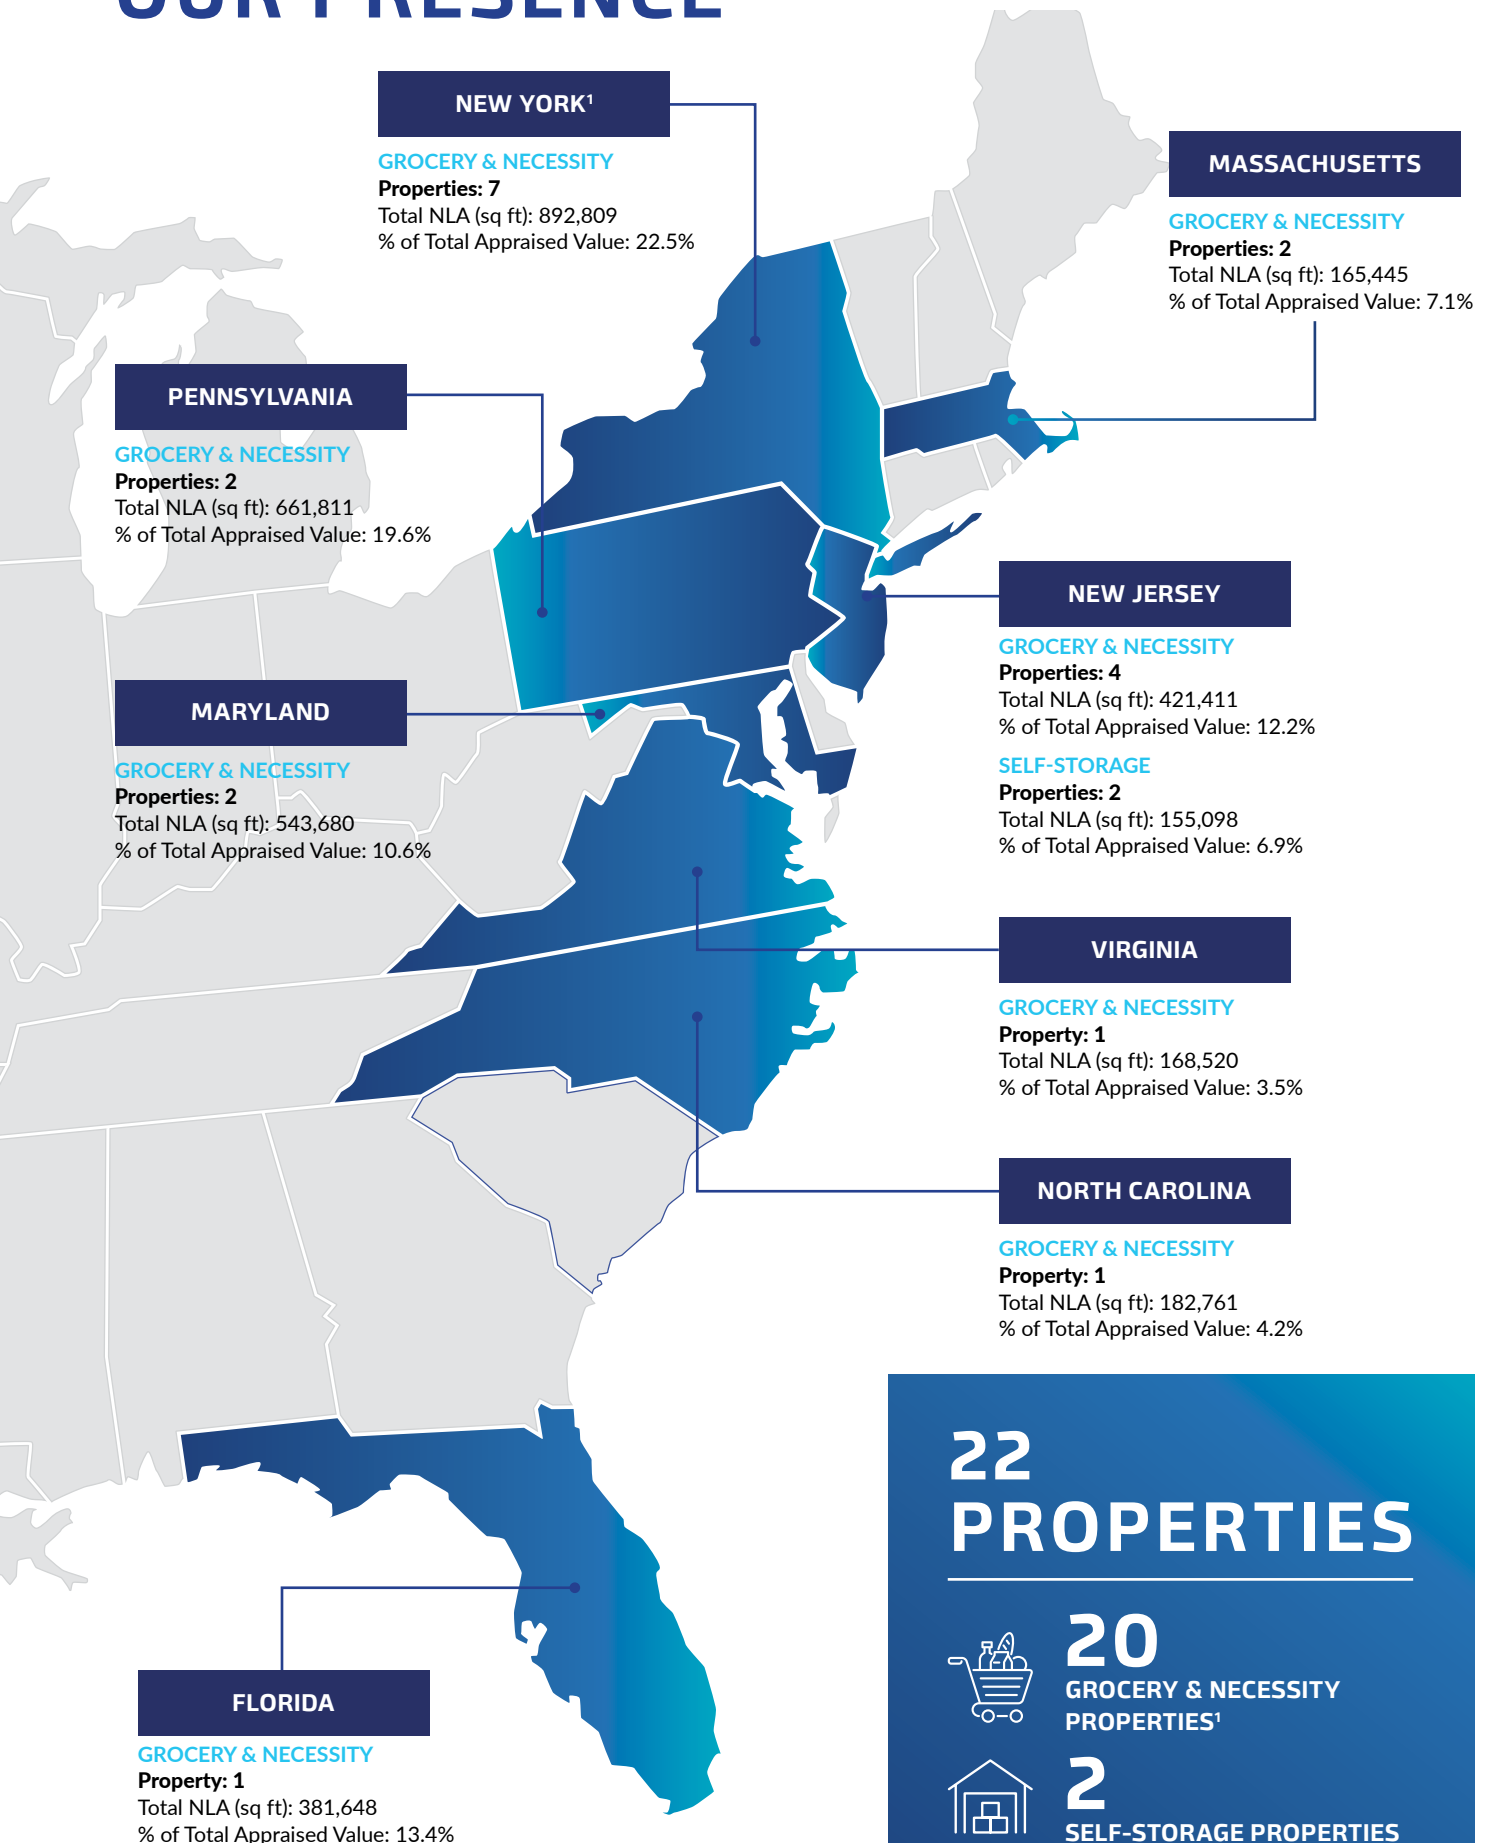 OUR PRESENCE
NEW YORK¹
GROCERY & NECESSITY
Properties: 7
Total NLA (sq ft): 892,809
% of Total Appraised Value: 22.5%
MASSACHUSETTS
GROCERY & NECESSITY
Properties: 2
Total NLA (sq ft): 165,445
% of Total Appraised Value: 7.1%
PENNSYLVANIA
GROCERY & NECESSITY
Properties: 2
Total NLA (sq ft): 661,811
% of Total Appraised Value: 19.6%
NEW JERSEY
GROCERY & NECESSITY
Properties: 4
Total NLA (sq ft): 421,411
% of Total Appraised Value: 12.2%
SELF-STORAGE
Properties: 2
Total NLA (sq ft): 155,098
% of Total Appraised Value: 6.9%
MARYLAND
GROCERY & NECESSITY
Properties: 2
Total NLA (sq ft): 543,680
% of Total Appraised Value: 10.6%
VIRGINIA
GROCERY & NECESSITY
Property: 1
Total NLA (sq ft): 168,520
% of Total Appraised Value: 3.5%
NORTH CAROLINA
GROCERY & NECESSITY
Property: 1
Total NLA (sq ft): 182,761
% of Total Appraised Value: 4.2%
FLORIDA
GROCERY & NECESSITY
Property: 1
Total NLA (sq ft): 381,648
% of Total Appraised Value: 13.4%
22
PROPERTIES
20
GROCERY & NECESSITY
PROPERTIES¹
2
SELF-STORAGE PROPERTIES